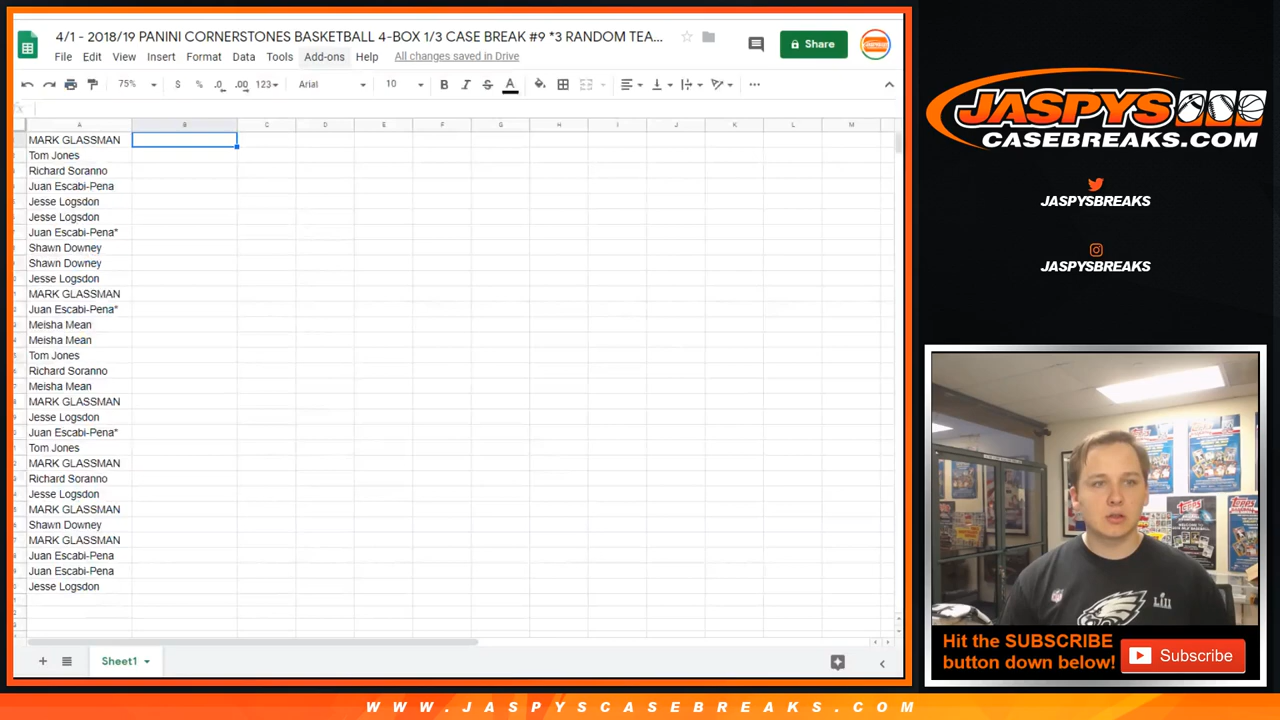 4/1 - 2018/19 PANINI CORNERSTONES BASKETBALL 4-BOX 1/3 CASE BREAK #9 *3 RANDOM TEA...
File Edit View Insert Format Data Tools Add-ons Help All changes saved in Drive
Share
75% $ % .0 .00 123 Arial 10 B I S A
A B C D E F G H I J K L M
MARK GLASSMAN
Tom Jones
Richard Soranno
Juan Escabi-Pena
Jesse Logsdon
Jesse Logsdon
Juan Escabi-Pena*
Shawn Downey
Shawn Downey
Jesse Logsdon
MARK GLASSMAN
Juan Escabi-Pena*
Meisha Mean
Meisha Mean
Tom Jones
Richard Soranno
Meisha Mean
MARK GLASSMAN
Jesse Logsdon
Juan Escabi-Pena*
Tom Jones
MARK GLASSMAN
Richard Soranno
Jesse Logsdon
MARK GLASSMAN
Shawn Downey
MARK GLASSMAN
Juan Escabi-Pena
Juan Escabi-Pena
Jesse Logsdon
Sheet1
JASPYS
CASEBREAKS.COM
JASPYSBREAKS
JASPYSBREAKS
TOPPS
LII
Hit the SUBSCRIBE
button down below!
Subscribe
WWW.JASPYSCASEBREAKS.COM